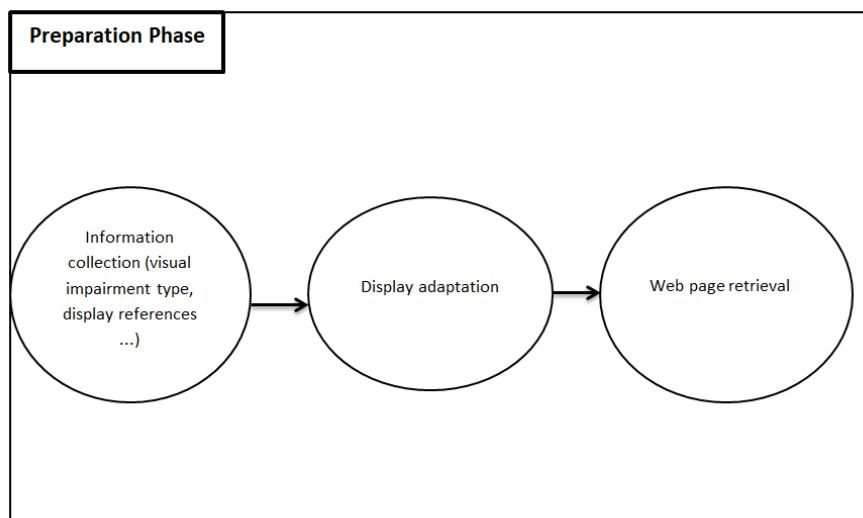 Preparation Phase
Information
collection (visual
impairment type,
display references
...)
Display adaptation
Web page retrieval